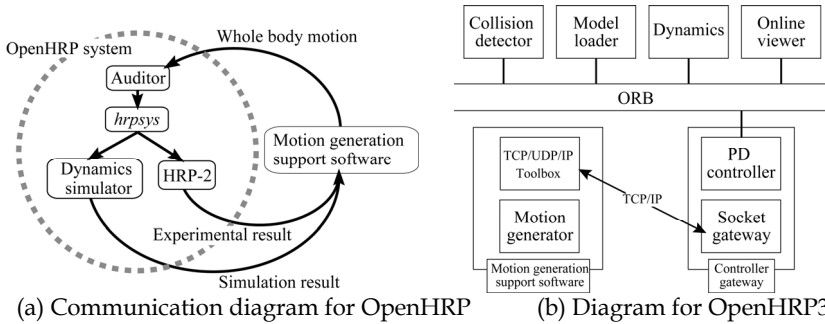 Whole body motion
OpenHRP system
Auditor
hrpsys
Dynamics
simulator
HRP-2
Motion generation
support software
Experimental result
Simulation result
(a) Communication diagram for OpenHRP
Collision
detector
Model
loader
Dynamics
Online
viewer
ORB
TCP/UDP/IP
Toolbox
Motion
generator
Motion generation
support software
TCP/IP
PD
controller
Socket
gateway
Controller
gateway
(b) Diagram for OpenHRP3